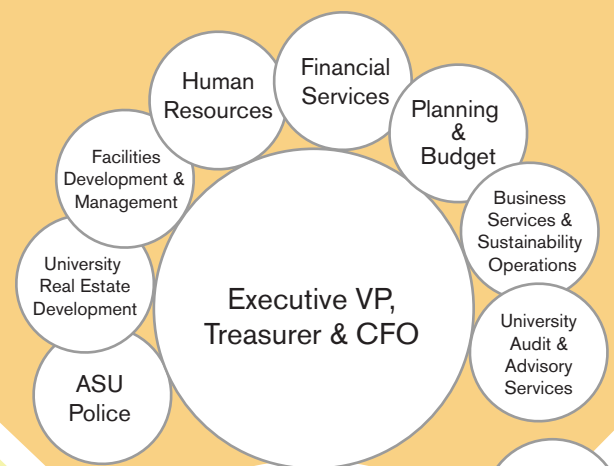 Human
Resources
Financial
Services
Planning
&
Budget
Facilities
Development &
Management
Business
Services &
Sustainability
Operations
University
Real Estate
Development
Executive VP,
Treasurer & CFO
University
Audit &
Advisory
Services
ASU
Police